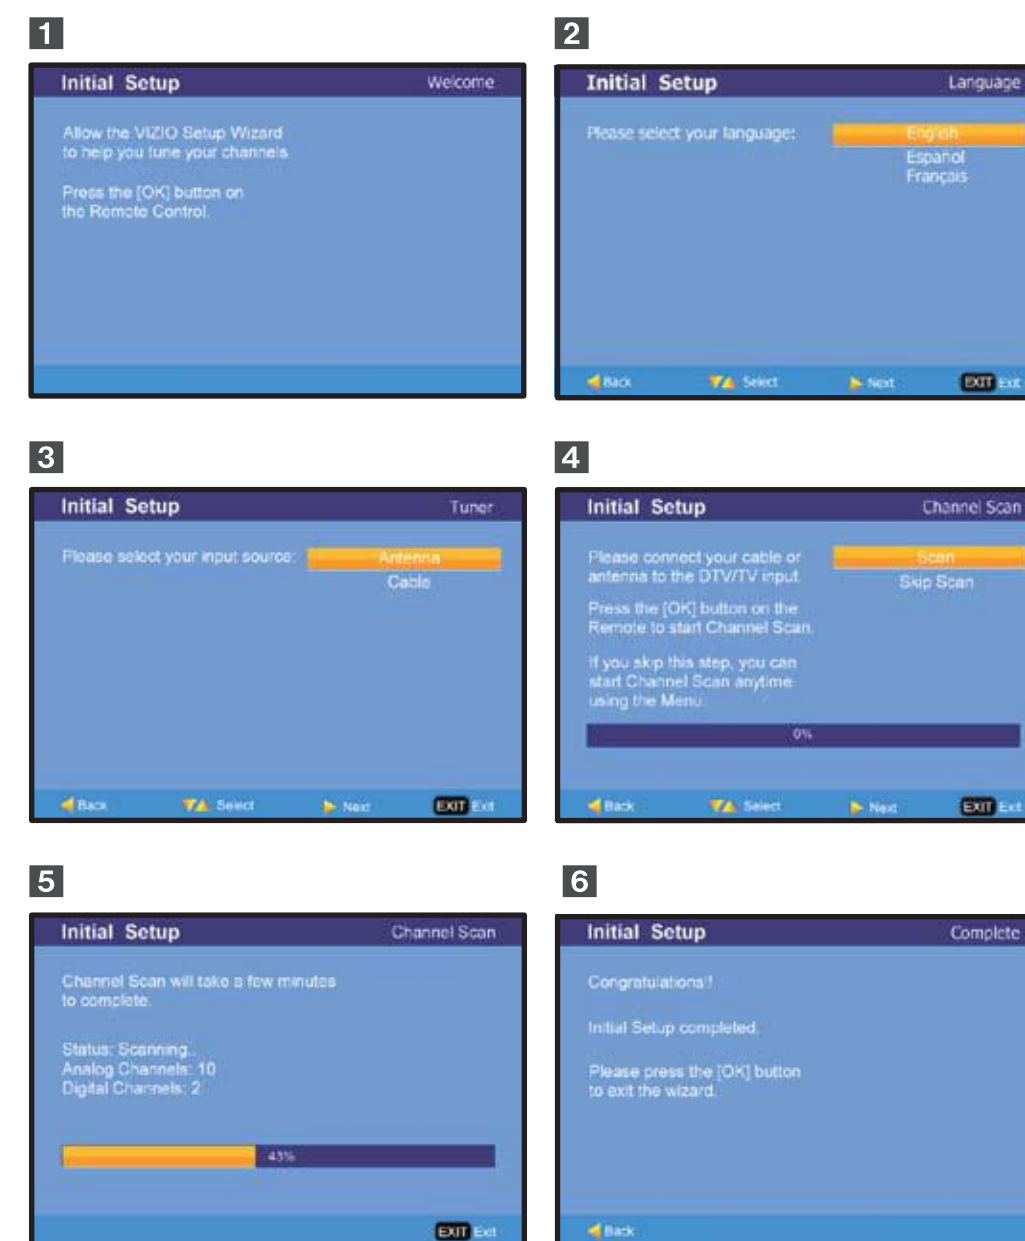 1
Initial Setup Welcome
Allow the VIZIO Setup Wizard
to help you tune your channels
Press the [OK] button on
the Remote Control.
2
Initial Setup Language
Please select your language: English
Español
Français
Back Select Next EXIT Exit
3
Initial Setup Tuner
Please select your input source: Antenna
Cable
Back Select Next EXIT Exit
4
Initial Setup Channel Scan
Please connect your cable or
antenna to the DTV/TV input.
Scan
Skip Scan
Press the [OK] button on the
Remote to start Channel Scan.
If you skip this step, you can
start Channel Scan anytime
using the Menu.
0%
Back Select Next EXIT Exit
5
Initial Setup Channel Scan
Channel Scan will take a few minutes
to complete.
Status: Scanning..
Analog Channels: 10
Digital Channels: 2
43%
EXIT Exit
6
Initial Setup Complete
Congratulations!!
Initial Setup completed.
Please press the [OK] button
to exit the wizard.
Back